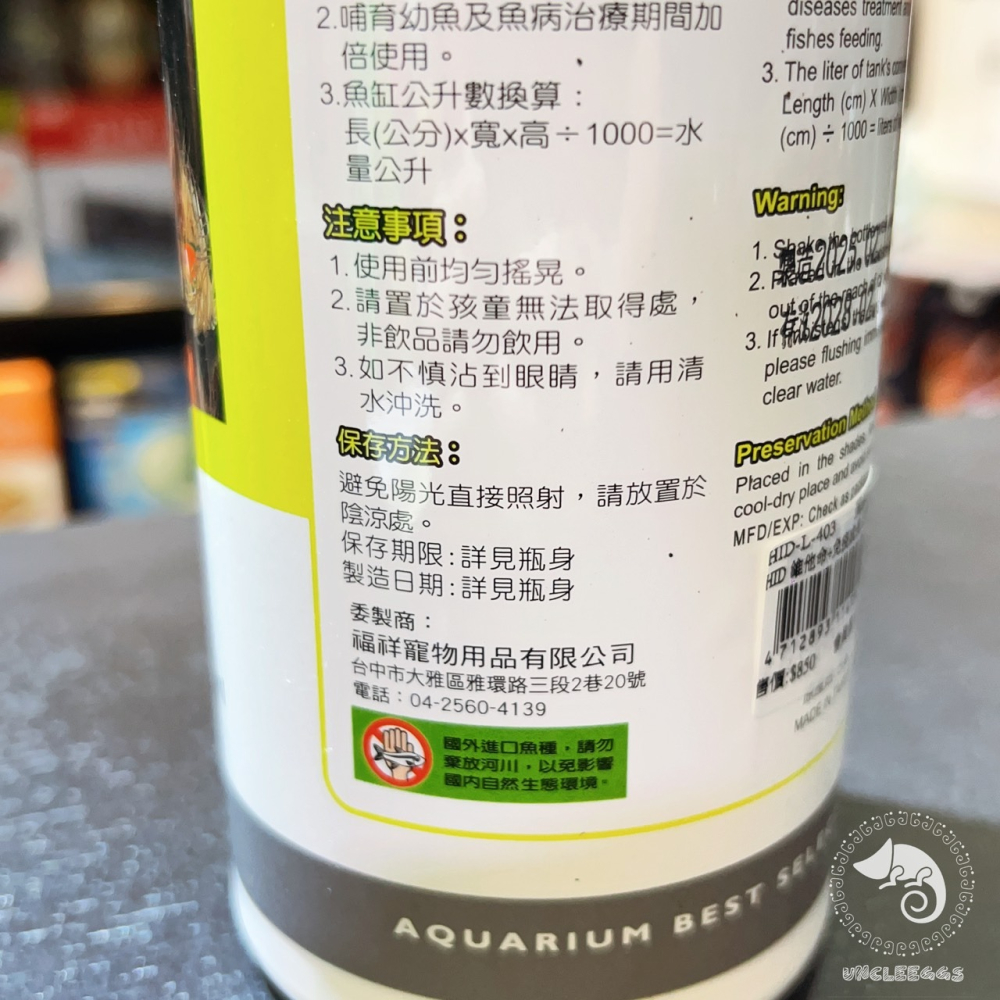 2.哺育幼魚及魚病治療期間加
倍使用。
3.魚缸公升數換算：
長(公分)x寬x高÷1000=水
量公升
注意事項：
1.使用前均勻搖晃。
2.請置於孩童無法取得處，
非飲品請勿飲用。
3.如不慎沾到眼睛，請用清
水沖洗。
保存方法：
避免陽光直接照射，請放置於
陰涼處。
保存期限:詳見瓶身
製造日期:詳見瓶身
委製商：
福祥寵物用品有限公司
台中市大雅區雅環路三段2巷20號
電話：04-2560-4139
國外進口魚種，請勿
棄放河川，以免影響
國內自然生態環境。
diseases treatment
fishes feeding.
3. The liter of tank's
Length (cm) X Width
(cm) ÷ 1000 =
Warning:
1. Shake the
2.
out of the reach
3. If
please flushing
clear water.
Preservation
Placed in the shades
cool-dry place and
MFD/EXP: Check as
HID-L-403
HID 維他命+
4 712893
售價:$850
MADE IN
AQUARIUM BEST
UNCLEEGGS